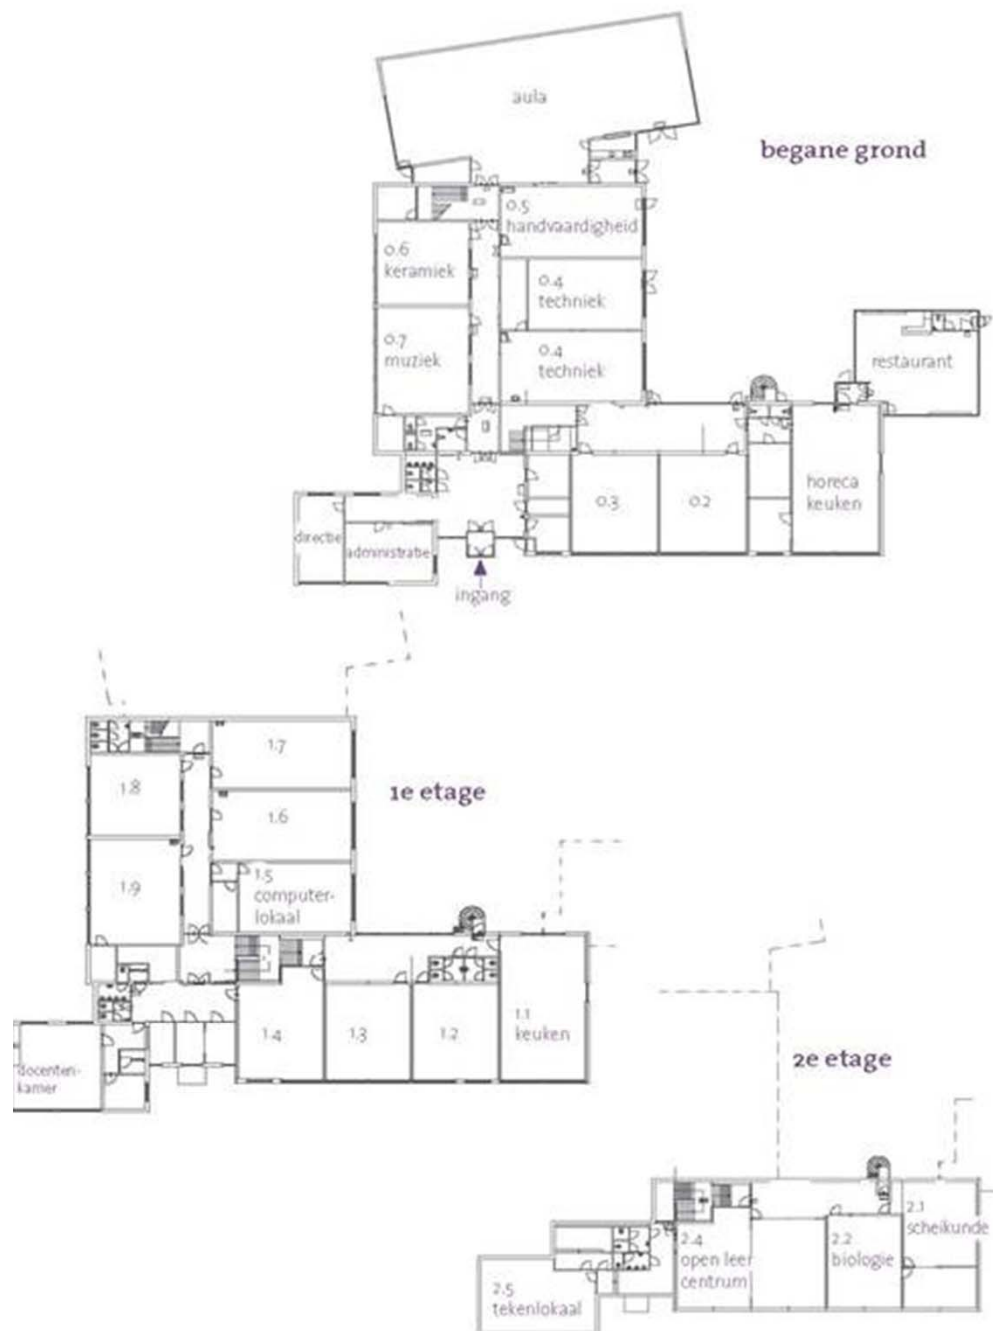 aula
begane grond
0.5
handvaardigheid
0.6
keramiek
0.4
techniek
0.7
muziek
0.4
techniek
restaurant
0.3
0.2
horeca
keuken
directie
administratie
ingang
1.7
1.8
1e etage
1.6
1.9
1.5
computer-
lokaal
1.4
1.3
1.2
1.1
keuken
docenten-
kamer
2e etage
2.1
scheikunde
2.4
open leer
centrum
2.2
biologie
2.5
tekenlokaal